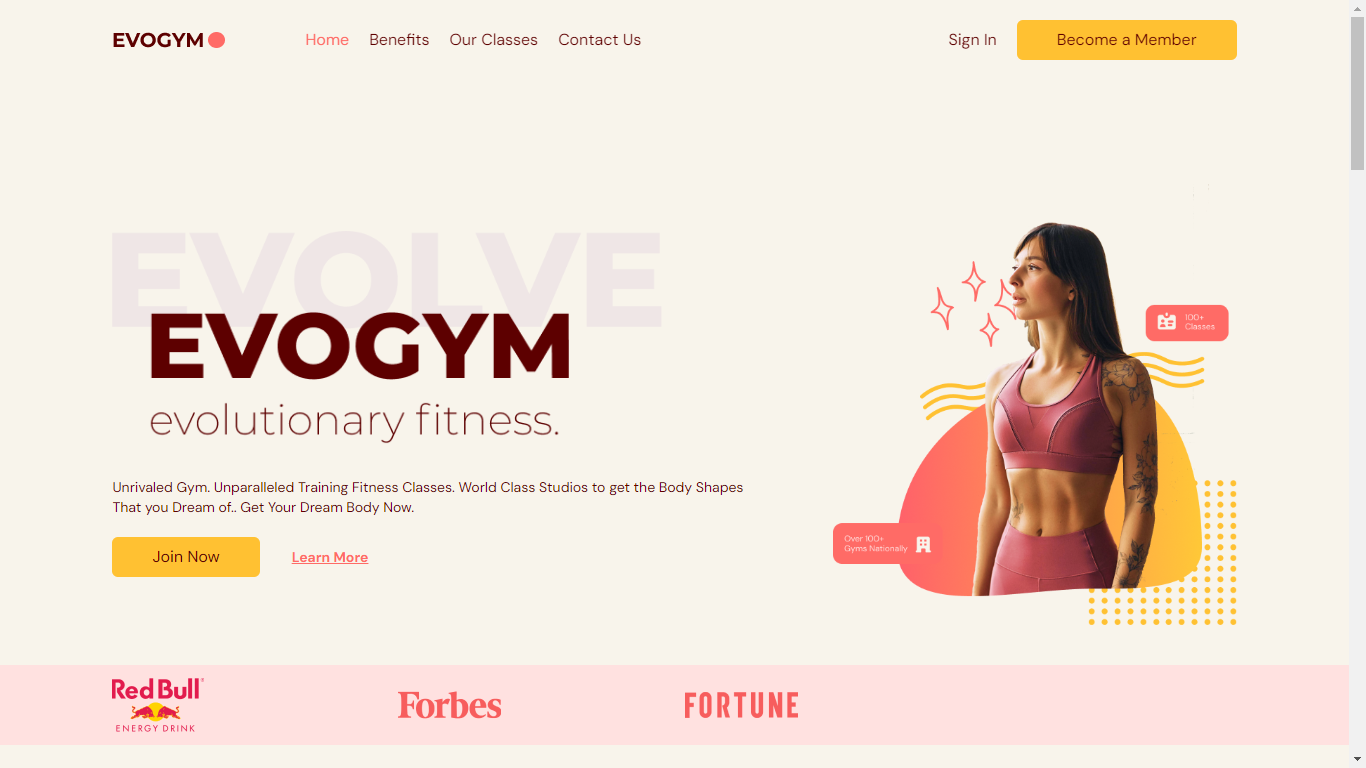 EVOGYM
Home Benefits Our Classes Contact Us
Sign In Become a Member
EVOLVE
EVOGYM
evolutionary fitness.
Unrivaled Gym. Unparalleled Training Fitness Classes. World Class Studios to get the Body Shapes
That you Dream of.. Get Your Dream Body Now.
Join Now Learn More
100+
Classes
Over 100+
Gyms Nationally
Red Bull
ENERGY DRINK
Forbes
FORTUNE